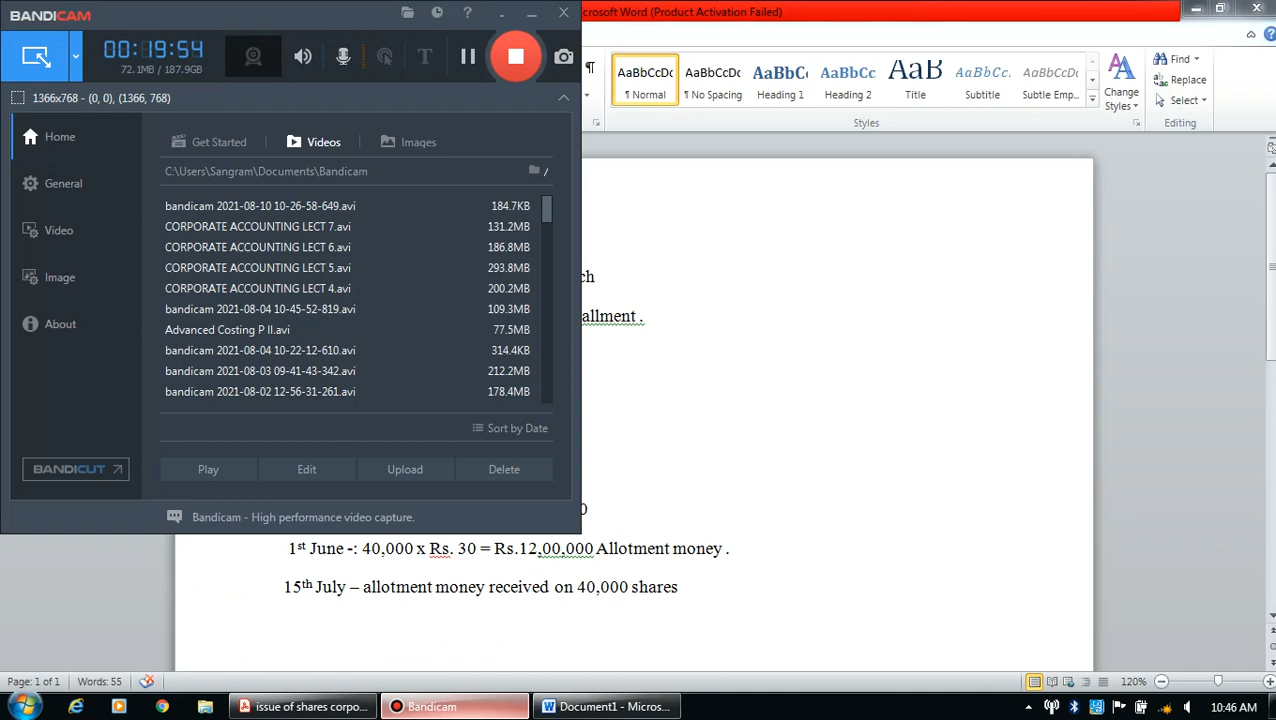 BANDICAM
crosoft Word (Product Activation Failed)
00:19:54
72.1MB / 187.9GB
1366x768 - (0, 0), (1366, 768)
AaBbCcDc AaBbCcDc AaBbCc AaBbCc AaB AaBbCc. AaBbCcDc
¶ Normal ¶ No Spacing Heading 1 Heading 2 Title Subtitle Subtle Emp...
Change Styles
Find
Replace
Select
Styles
Editing
Home
General
Video
Image
About
Get Started Videos Images
C:\Users\Sangram\Documents\Bandicam
bandicam 2021-08-10 10-26-58-649.avi 184.7KB
CORPORATE ACCOUNTING LECT 7.avi 131.2MB
CORPORATE ACCOUNTING LECT 6.avi 186.8MB
CORPORATE ACCOUNTING LECT 5.avi 293.8MB
CORPORATE ACCOUNTING LECT 4.avi 200.2MB
bandicam 2021-08-04 10-45-52-819.avi 109.3MB
Advanced Costing P II.avi 77.5MB
bandicam 2021-08-04 10-22-12-610.avi 314.4KB
bandicam 2021-08-03 09-41-43-342.avi 212.2MB
bandicam 2021-08-02 12-56-31-261.avi 178.4MB
Sort by Date
Play Edit Upload Delete
BANDICUT
Bandicam - High performance video capture.
ch
allment .
0
1st June -: 40,000 x Rs. 30 = Rs.12,00,000 Allotment money .
15th July – allotment money received on 40,000 shares
Page: 1 of 1 Words: 55 120%
issue of shares corpo... Bandicam Document1 - Micros... 10:46 AM